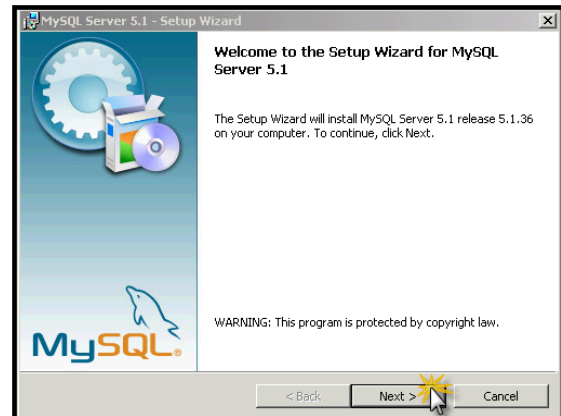 MySQL Server 5.1 - Setup Wizard
Welcome to the Setup Wizard for MySQL
Server 5.1
The Setup Wizard will install MySQL Server 5.1 release 5.1.36
on your computer. To continue, click Next.
WARNING: This program is protected by copyright law.
MySQL®
< Back
Next >
Cancel